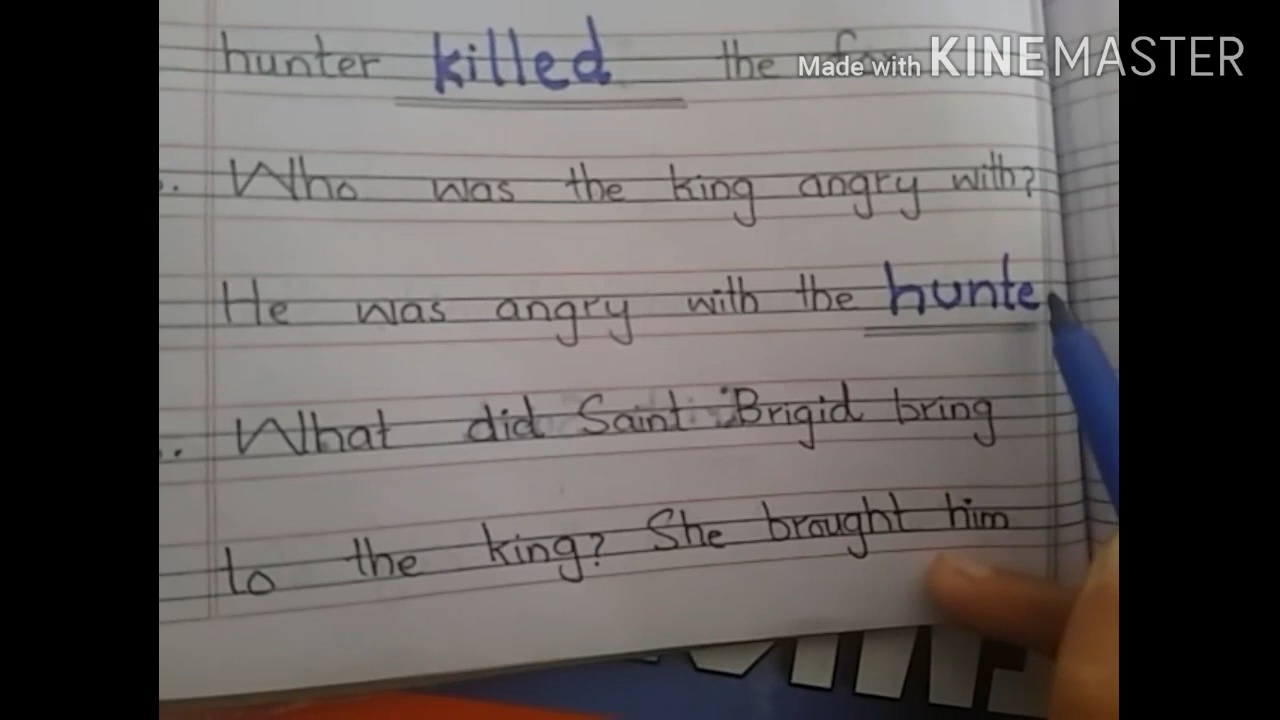 hunter killed the
Made with KINEMASTER
. Who was the king angry with?
He was angry with the hunte
. What did Saint Brigid bring
to the king? She brought him